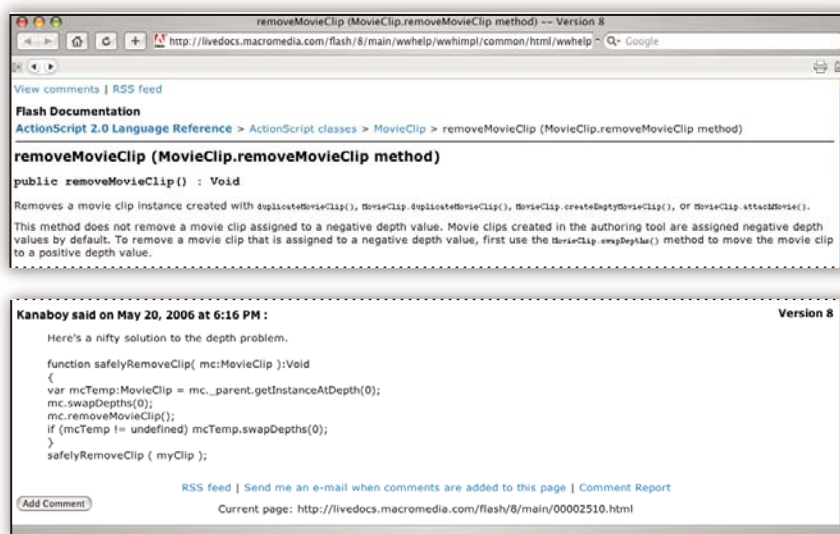 removeMovieClip (MovieClip.removeMovieClip method) -- Version 8
http://livedocs.macromedia.com/flash/8/main/wwhelp/wwhimpl/common/html/wwhelp
Google
View comments | RSS feed
Flash Documentation
ActionScript 2.0 Language Reference > ActionScript classes > MovieClip > removeMovieClip (MovieClip.removeMovieClip method)
removeMovieClip (MovieClip.removeMovieClip method)
public removeMovieClip() : Void
Removes a movie clip instance created with duplicateMovieClip(), MovieClip.duplicateMovieClip(), MovieClip.createEmptyMovieClip(), or MovieClip.attachMovie().
This method does not remove a movie clip assigned to a negative depth value. Movie clips created in the authoring tool are assigned negative depth
values by default. To remove a movie clip that is assigned to a negative depth value, first use the MovieClip.swapDepths() method to move the movie clip
to a positive depth value.
Kanaboy said on May 20, 2006 at 6:16 PM :
Version 8
Here's a nifty solution to the depth problem.
function safelyRemoveClip( mc:MovieClip ):Void
{
var mcTemp:MovieClip = mc._parent.getInstanceAtDepth(0);
mc.swapDepths(0);
mc.removeMovieClip();
if (mcTemp != undefined) mcTemp.swapDepths(0);
}
safelyRemoveClip ( myClip );
RSS feed | Send me an e-mail when comments are added to this page | Comment Report
Add Comment
Current page: http://livedocs.macromedia.com/flash/8/main/00002510.html